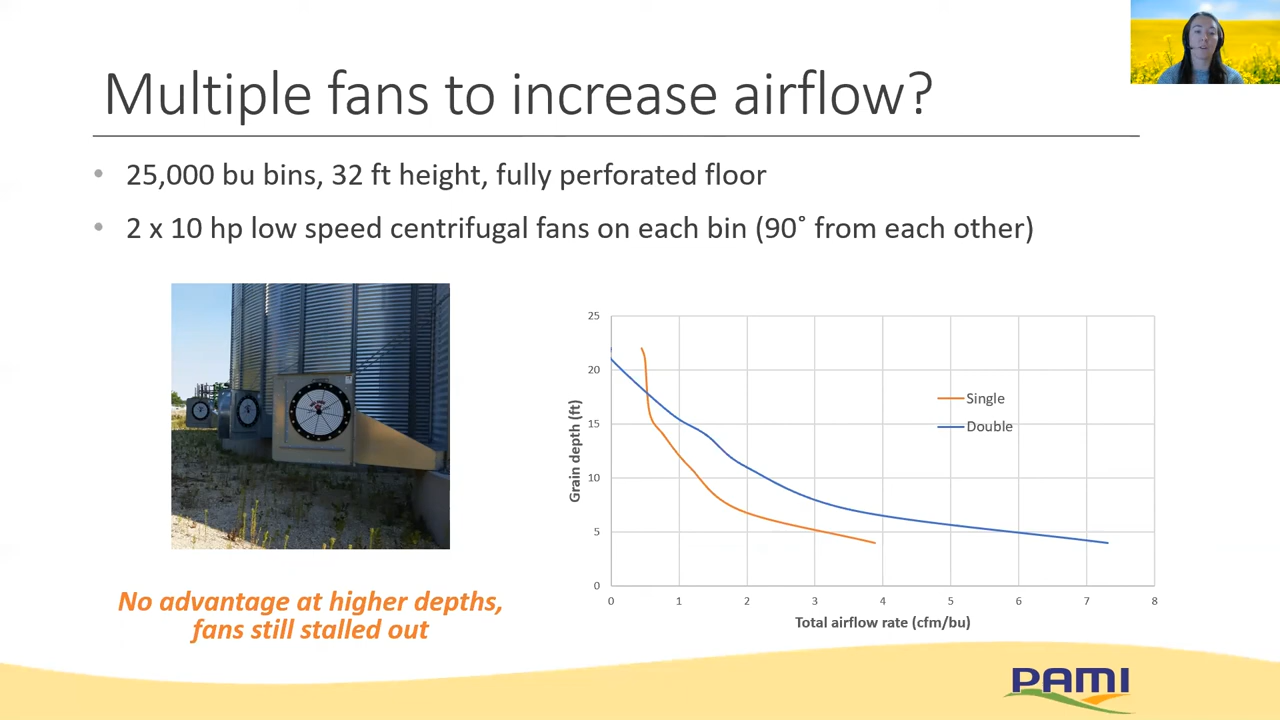 Multiple fans to increase airflow?
• 25,000 bu bins, 32 ft height, fully perforated floor
• 2 x 10 hp low speed centrifugal fans on each bin (90˚ from each other)
No advantage at higher depths,
fans still stalled out
25
20
15
10
5
0
Grain depth (ft)
Single
Double
0 1 2 3 4 5 6 7 8
Total airflow rate (cfm/bu)
PAMI